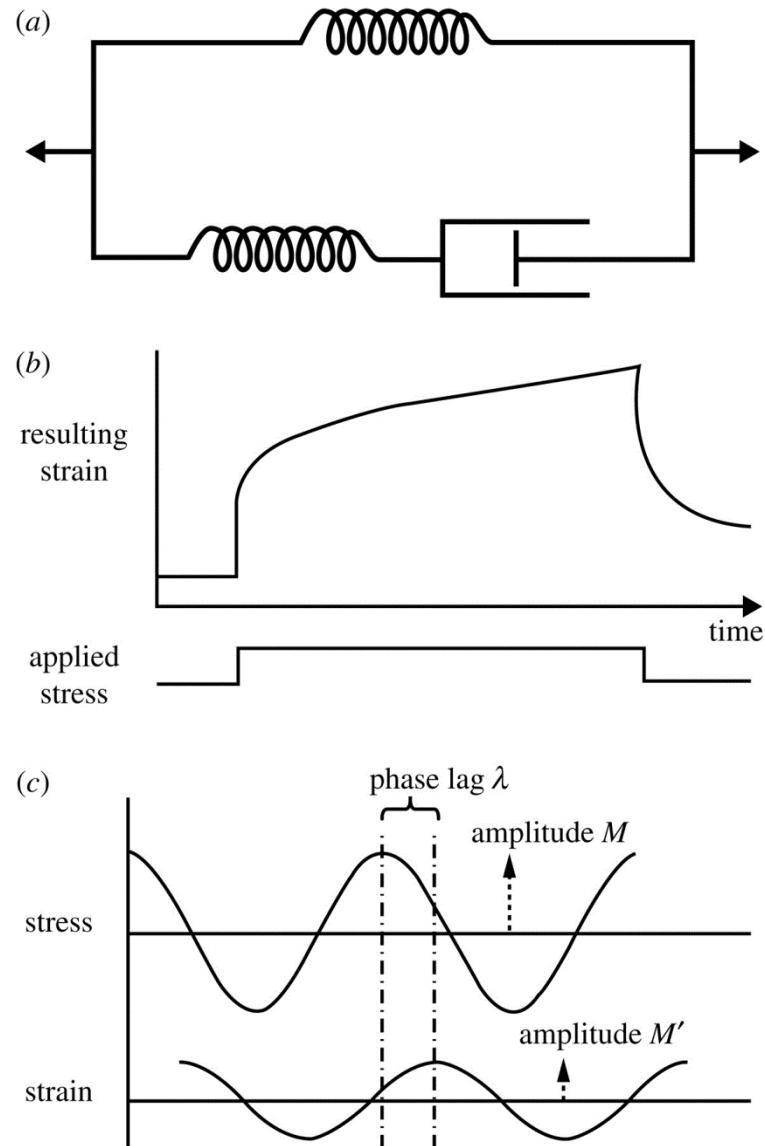 (a)
(b)
resulting
strain
time
applied
stress
(c)
phase lag λ
amplitude M
stress
amplitude M′
strain